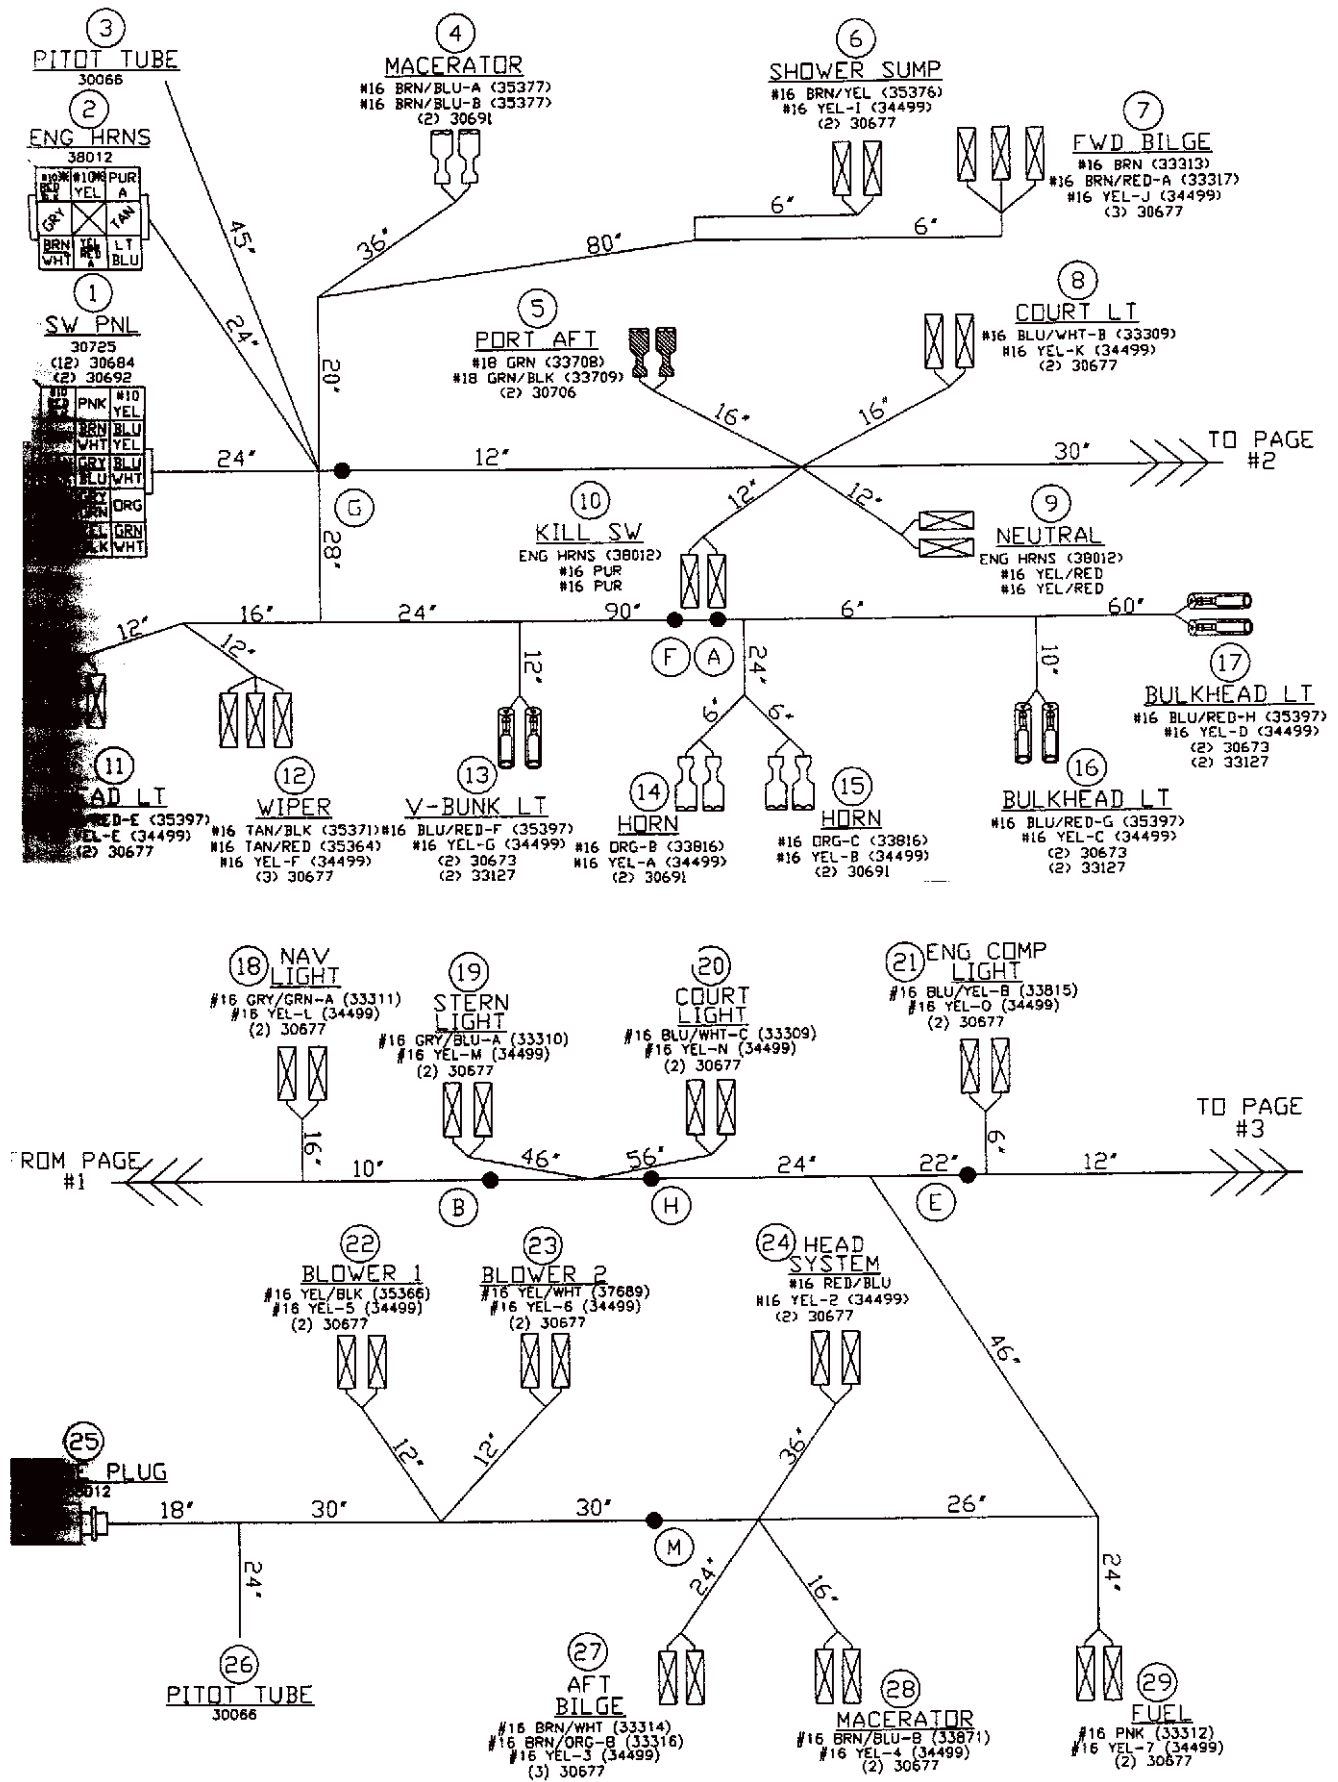 3
PITOT TUBE
30066
2
ENG HRNS
38012
#10* RED #10* YEL PUR A
GRY TAN
BRN WHT YEL RED A LT BLU
45"
24"
1
SW PNL
30725
(12) 30684
(2) 30692
#10 RED PNK #10 YEL
BRN WHT BLU YEL
GRY BLU BLU WHT
GRY ORG
GRN WHT
4
MACERATOR
#16 BRN/BLU-A (35377)
#16 BRN/BLU-B (35377)
(2) 30691
36"
6
SHOWER SUMP
#16 BRN/YEL (35376)
#16 YEL-I (34499)
(2) 30677
6"
7
FWD BILGE
#16 BRN (33313)
#16 BRN/RED-A (33317)
#16 YEL-J (34499)
(3) 30677
6"
80"
20"
5
PORT AFT
#18 GRN (33708)
#18 GRN/BLK (33709)
(2) 30706
16"
8
COURT LT
#16 BLU/WHT-B (33309)
#16 YEL-K (34499)
(2) 30677
16"
24"
G
12"
30"
TO PAGE
#2
28"
10
KILL SW
ENG HRNS (38012)
#16 PUR
#16 PUR
12"
12"
9
NEUTRAL
ENG HRNS (38012)
#16 YEL/RED
#16 YEL/RED
12"
16"
24"
90"
F
A
6"
60"
12"
12"
24"
10"
6"
6"
17
BULKHEAD LT
#16 BLU/RED-H (35397)
#16 YEL-D (34499)
(2) 30673
(2) 33127
11
AD LT
RED-E (35397)
YEL-E (34499)
(2) 30677
12
WIPER
#16 TAN/BLK (35371)
#16 TAN/RED (35364)
#16 YEL-F (34499)
(3) 30677
13
V-BUNK LT
#16 BLU/RED-F (35397)
#16 YEL-G (34499)
(2) 30673
(2) 33127
14
HORN
#16 ORG-B (33816)
#16 YEL-A (34499)
(2) 30691
15
HORN
#16 ORG-C (33816)
#16 YEL-B (34499)
(2) 30691
16
BULKHEAD LT
#16 BLU/RED-G (35397)
#16 YEL-C (34499)
(2) 30673
(2) 33127
18
NAV
LIGHT
#16 GRY/GRN-A (33311)
#16 YEL-L (34499)
(2) 30677
16"
19
STERN
LIGHT
#16 GRY/BLU-A (33310)
#16 YEL-M (34499)
(2) 30677
46"
20
COURT
LIGHT
#16 BLU/WHT-C (33309)
#16 YEL-N (34499)
(2) 30677
56"
21
ENG COMP
LIGHT
#16 BLU/YEL-B (33815)
#16 YEL-O (34499)
(2) 30677
6"
ROM PAGE
#1
10"
B
H
24"
22"
E
12"
TO PAGE
#3
22
BLOWER 1
#16 YEL/BLK (35366)
#16 YEL-5 (34499)
(2) 30677
12"
23
BLOWER 2
#16 YEL/WHT (37689)
#16 YEL-6 (34499)
(2) 30677
12"
24
HEAD
SYSTEM
#16 RED/BLU
#16 YEL-2 (34499)
(2) 30677
36"
46"
25
E PLUG
012
18"
30"
30"
M
26"
24"
24"
16"
24"
26
PITOT TUBE
30066
27
AFT
BILGE
#16 BRN/WHT (33314)
#16 BRN/ORG-B (33316)
#16 YEL-3 (34499)
(3) 30677
28
MACERATOR
#16 BRN/BLU-B (33871)
#16 YEL-4 (34499)
(2) 30677
29
FUEL
#16 PNK (33312)
#16 YEL-7 (34499)
(2) 30677